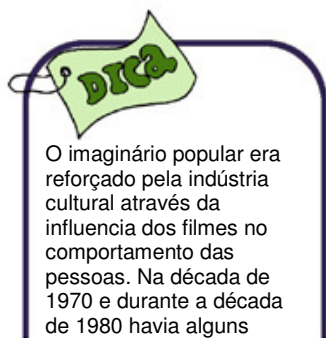 Dica
O imaginário popular era
reforçado pela indústria
cultural através da
influencia dos filmes no
comportamento das
pessoas. Na década de
1970 e durante a década
de 1980 havia alguns